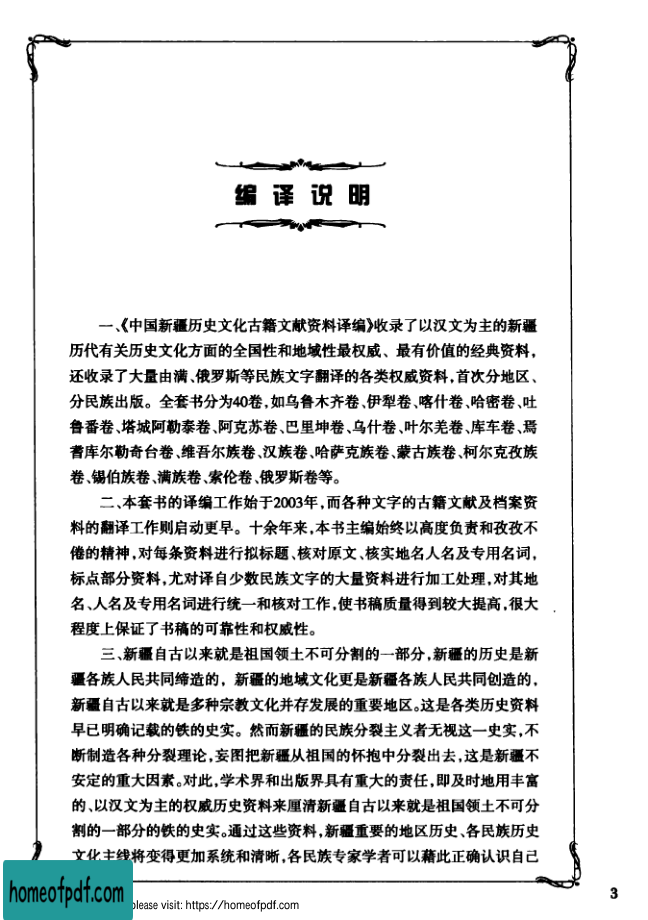 编译说明
一、《中国新疆历史文化古籍文献资料译编》收录了以汉文为主的新疆
历代有关历史文化方面的全国性和地域性最权威、最有价值的经典资料，
还收录了大量由满、俄罗斯等民族文字翻译的各类权威资料，首次分地区、
分民族出版。全套书分为40卷，如乌鲁木齐卷、伊犁卷、喀什卷、哈密卷、吐
鲁番卷、塔城阿勒泰卷、阿克苏卷、巴里坤卷、乌什卷、叶尔羌卷、库车卷、焉
耆库尔勒奇台卷、维吾尔族卷、汉族卷、哈萨克族卷、蒙古族卷、柯尔克孜族
卷、锡伯族卷、满族卷、索伦卷、俄罗斯卷等。
二、本套书的译编工作始于2003年，而各种文字的古籍文献及档案资
料的翻译工作则启动更早。十余年来，本书主编始终以高度负责和孜孜不
倦的精神，对每条资料进行拟标题、核对原文、核实地名人名及专用名词，
标点部分资料，尤对译自少数民族文字的大量资料进行加工处理，对其地
名、人名及专用名词进行统一和核对工作，使书稿质量得到较大提高，很大
程度上保证了书稿的可靠性和权威性。
三、新疆自古以来就是祖国领土不可分割的一部分，新疆的历史是新
疆各族人民共同缔造的，新疆的地域文化更是新疆各族人民共同创造的，
新疆自古以来就是多种宗教文化并存发展的重要地区。这是各类历史资料
早已明确记载的铁的史实。然而新疆的民族分裂主义者无视这一史实，不
断制造各种分裂理论，妄图把新疆从祖国的怀抱中分裂出去，这是新疆不
安定的重大因素。对此，学术界和出版界具有重大的责任，即及时地用丰富
的、以汉文为主的权威历史资料来厘清新疆自古以来就是祖国领土不可分
割的一部分的铁的史实。通过这些资料，新疆重要的地区历史、各民族历史
文化主线将变得更加系统和清晰，各民族专家学者可以藉此正确认识自己
3
homeofpdf.com
please visit: https://homeofpdf.com